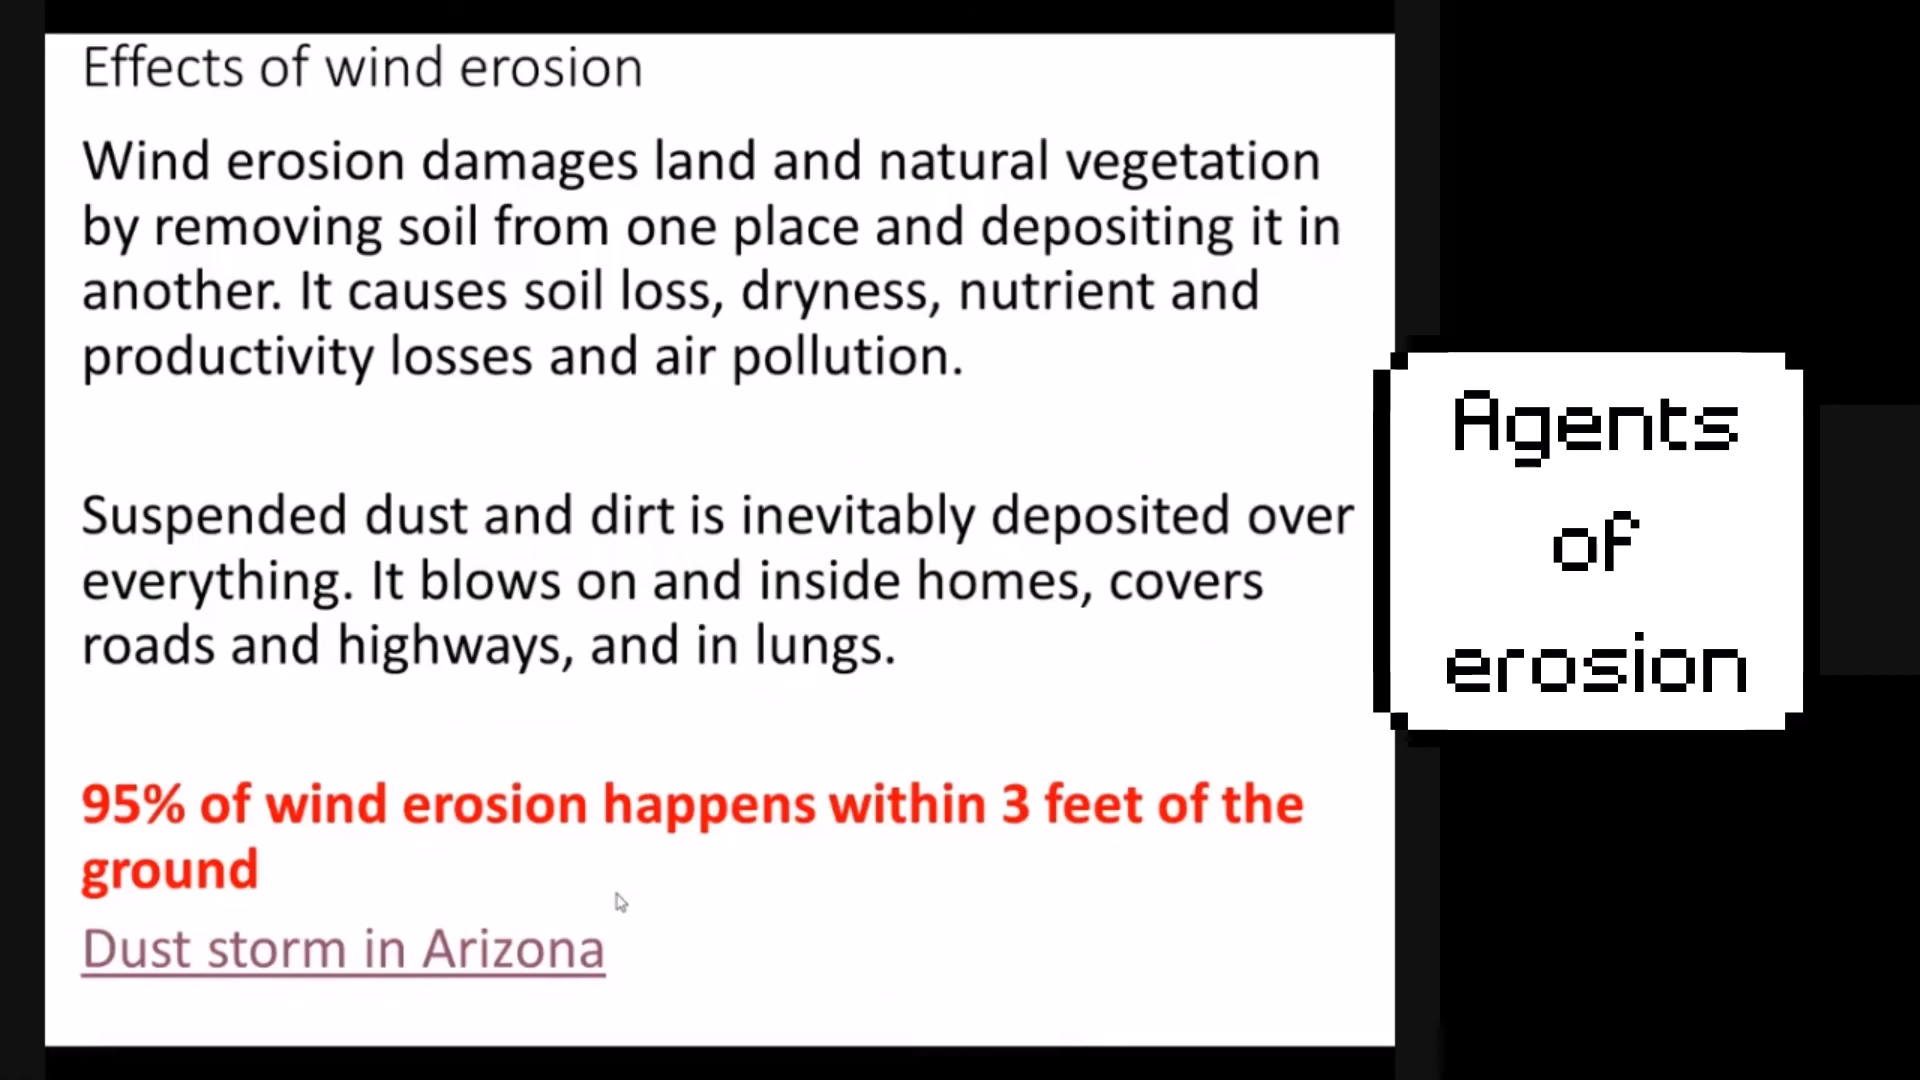 Effects of wind erosion
Wind erosion damages land and natural vegetation
by removing soil from one place and depositing it in
another. It causes soil loss, dryness, nutrient and
productivity losses and air pollution.
Suspended dust and dirt is inevitably deposited over
everything. It blows on and inside homes, covers
roads and highways, and in lungs.
95% of wind erosion happens within 3 feet of the
ground
Dust storm in Arizona
Agents
of
erosion